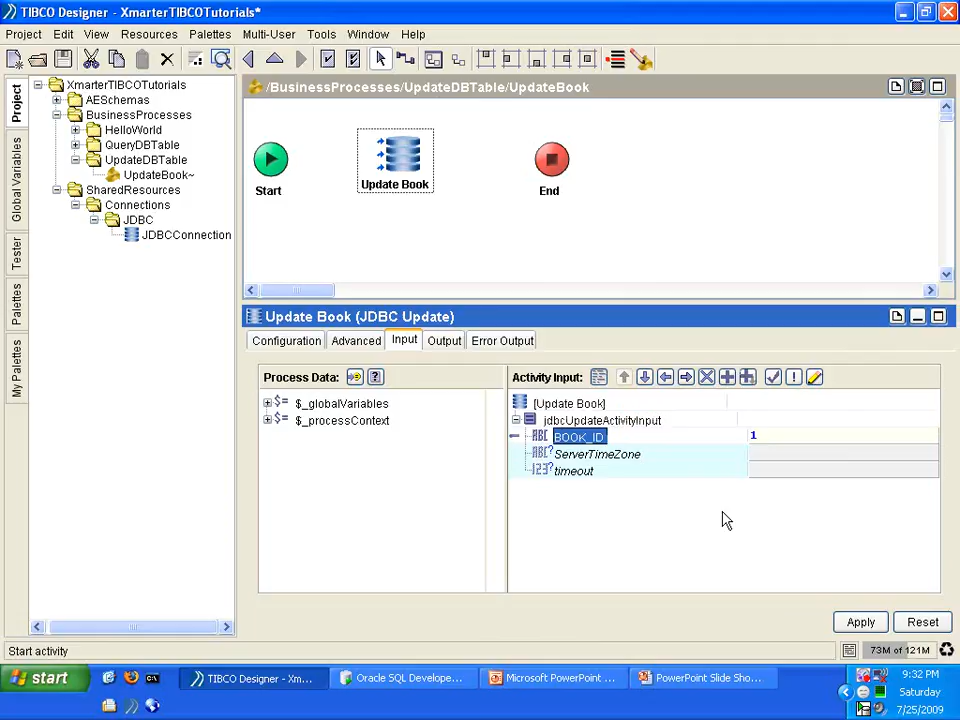 TIBCO Designer - XmarterTIBCOTutorials*
Project Edit View Resources Palettes Multi-User Tools Window Help
Project
Global Variables
Tester
Palettes
My Palettes
XmarterTIBCOTutorials
AESchemas
BusinessProcesses
HelloWorld
QueryDBTable
UpdateDBTable
UpdateBook~
SharedResources
Connections
JDBC
JDBCConnection
/BusinessProcesses/UpdateDBTable/UpdateBook
Start
Update Book
End
Update Book (JDBC Update)
Configuration Advanced Input Output Error Output
Process Data:
$= $_globalVariables
$= $_processContext
Activity Input:
[Update Book]
jdbcUpdateActivityInput
ABC BOOK_ID 1
ABC? ServerTimeZone
123? timeout
Apply Reset
Start activity
73M of 121M
start
TIBCO Designer - Xm...
Oracle SQL Develope...
Microsoft PowerPoint ...
PowerPoint Slide Sho...
9:32 PM
Saturday
7/25/2009